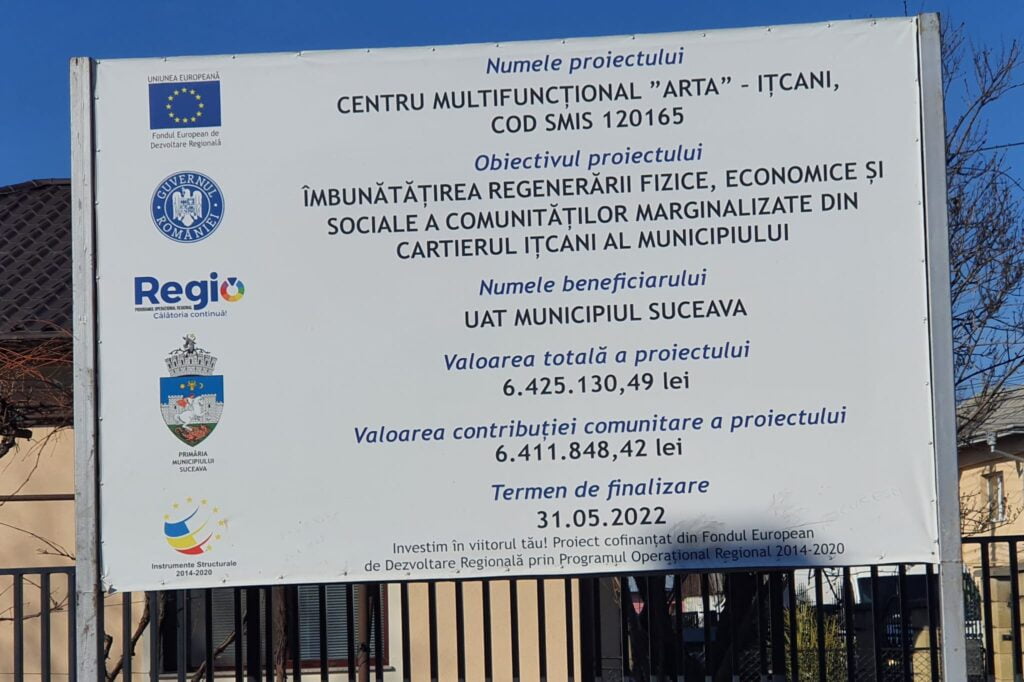 UNIUNEA EUROPEANĂ
Fondul European de
Dezvoltare Regională
GUVERNUL
ROMÂNIEI
Regio
PROGRAMUL OPERAȚIONAL REGIONAL
Călătoria continuă!
PRIMĂRIA
MUNICIPIULUI
SUCEAVA
Instrumente Structurale
2014-2020
Numele proiectului
CENTRU MULTIFUNCȚIONAL ”ARTA” – IȚCANI,
COD SMIS 120165
Obiectivul proiectului
ÎMBUNĂTĂȚIREA REGENERĂRII FIZICE, ECONOMICE ȘI
SOCIALE A COMUNITĂȚILOR MARGINALIZATE DIN
CARTIERUL IȚCANI AL MUNICIPIULUI
Numele beneficiarului
UAT MUNICIPIUL SUCEAVA
Valoarea totală a proiectului
6.425.130,49 lei
Valoarea contribuției comunitare a proiectului
6.411.848,42 lei
Termen de finalizare
31.05.2022
Investim în viitorul tău! Proiect cofinanțat din Fondul European
de Dezvoltare Regională prin Programul Operațional Regional 2014-2020